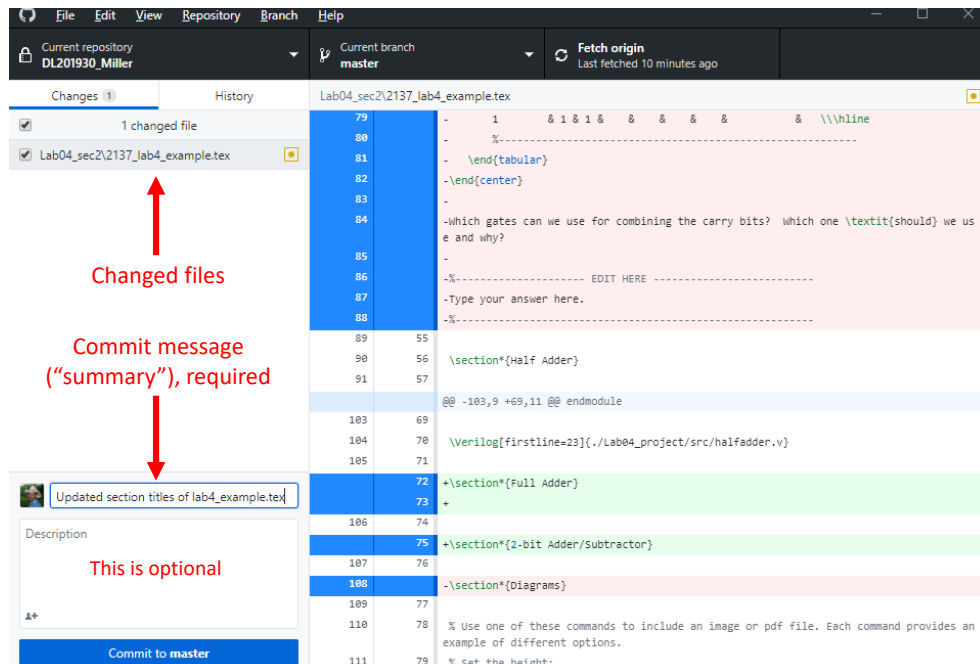 File Edit View Repository Branch Help
Current repository
DL201930_Miller
Current branch
master
Fetch origin
Last fetched 10 minutes ago
Changes 1 History
Lab04_sec2\2137_lab4_example.tex
1 changed file
Lab04_sec2\2137_lab4_example.tex
Changed files
Commit message
(“summary”), required
Updated section titles of lab4_example.tex
Description
This is optional
Commit to master
79 - 1 & 1 & 1 & & & & & & \\\hline
80 - %-------------------------------------------------------
81 - \end{tabular}
82 -\end{center}
83 -
84 -Which gates can we use for combining the carry bits? Which one \textit{should} we us
e and why?
85 -
86 -%-------------------- EDIT HERE -------------------------
87 -Type your answer here.
88 -%-------------------------------------------------------
89 55
90 56 \section*{Half Adder}
91 57
@@ -103,9 +69,11 @@ endmodule
103 69
104 70 \Verilog[firstline=23]{./Lab04_project/src/halfadder.v}
105 71
72 +\section*{Full Adder}
73 +
106 74
75 +\section*{2-bit Adder/Subtractor}
107 76
108 -\section*{Diagrams}
109 77
110 78 % Use one of these commands to include an image or pdf file. Each command provides an
example of different options.
111 79 % Set the height: